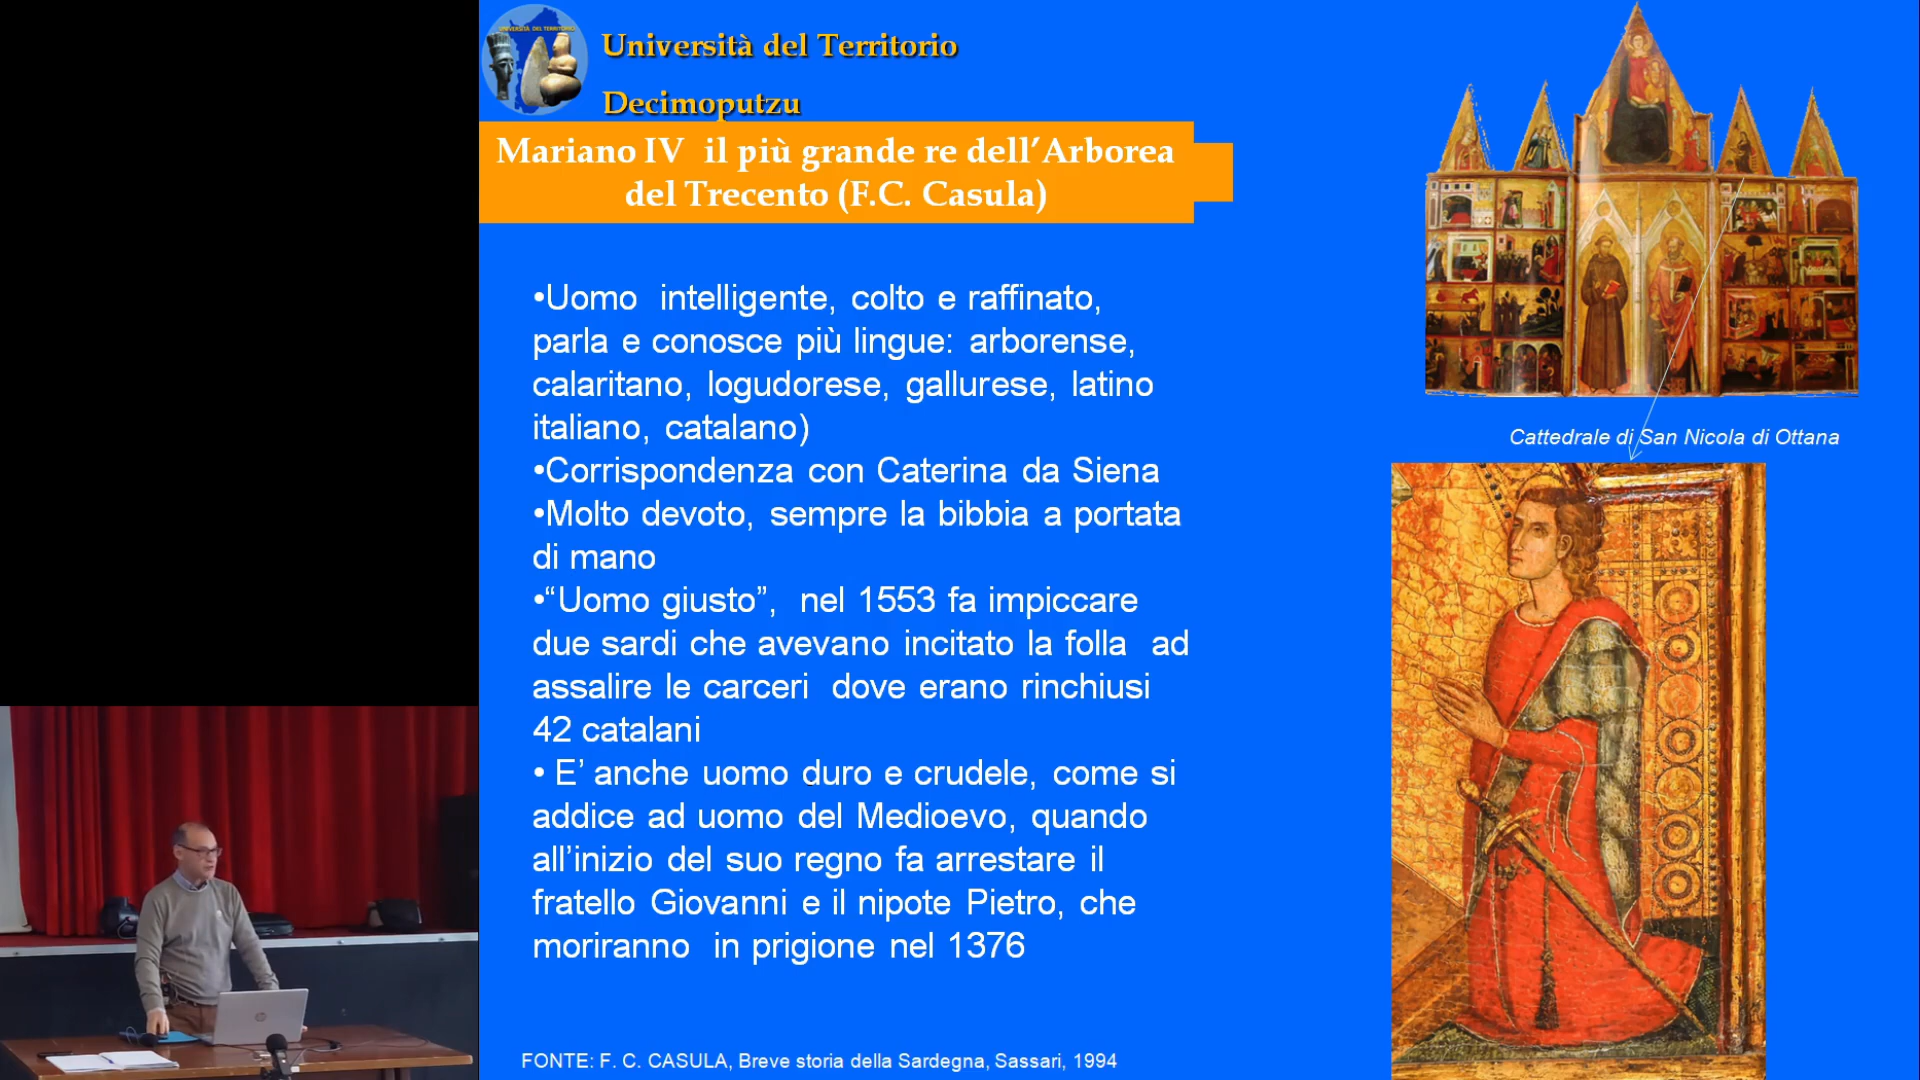 UNIVERSITÀ DEL TERRITORIO
Università del Territorio
Decimoputzu
Mariano IV il più grande re dell’Arborea
del Trecento (F.C. Casula)
•Uomo intelligente, colto e raffinato,
parla e conosce più lingue: arborense,
calaritano, logudorese, gallurese, latino
italiano, catalano)
•Corrispondenza con Caterina da Siena
•Molto devoto, sempre la bibbia a portata
di mano
•“Uomo giusto”, nel 1553 fa impiccare
due sardi che avevano incitato la folla ad
assalire le carceri dove erano rinchiusi
42 catalani
• E’ anche uomo duro e crudele, come si
addice ad uomo del Medioevo, quando
all’inizio del suo regno fa arrestare il
fratello Giovanni e il nipote Pietro, che
moriranno in prigione nel 1376
FONTE: F. C. CASULA, Breve storia della Sardegna, Sassari, 1994
Cattedrale di San Nicola di Ottana
hp